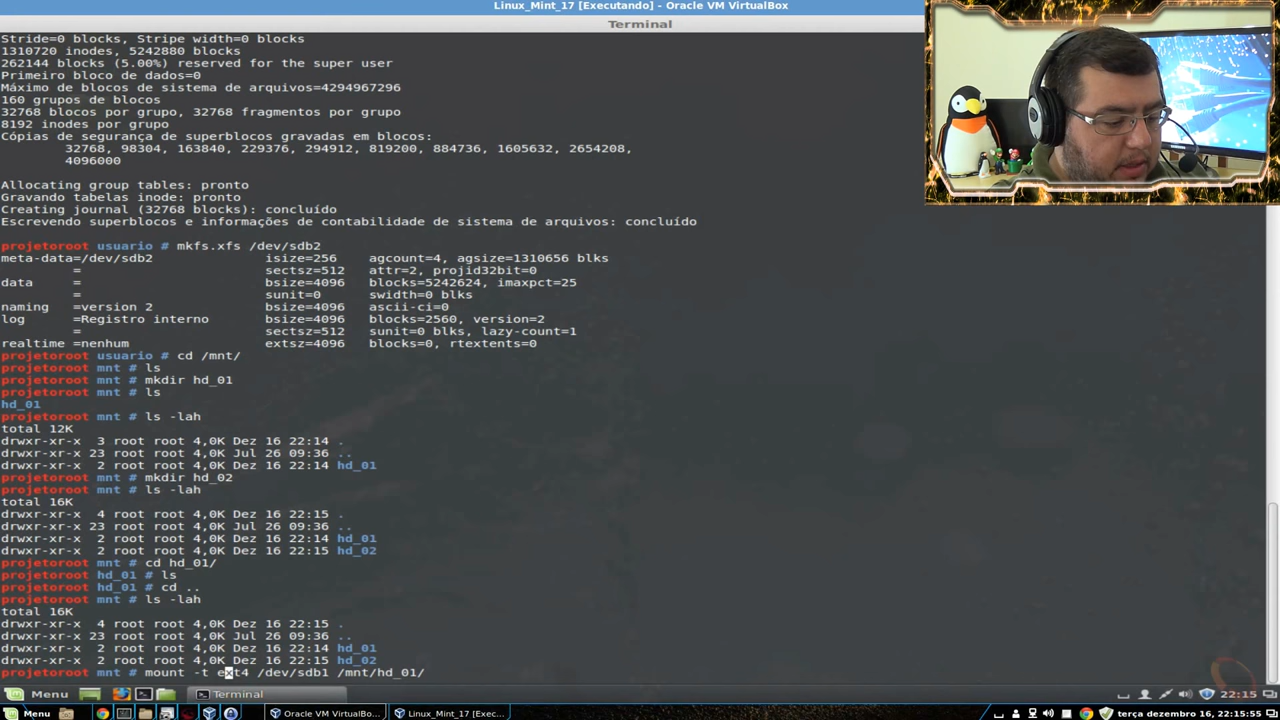 Linux_Mint_17 [Executando] - Oracle VM VirtualBox
Terminal
Stride=0 blocks, Stripe width=0 blocks
1310720 inodes, 5242880 blocks
262144 blocks (5.00%) reserved for the super user
Primeiro bloco de dados=0
Máximo de blocos de sistema de arquivos=4294967296
160 grupos de blocos
32768 blocos por grupo, 32768 fragmentos por grupo
8192 inodes por grupo
Cópias de segurança de superblocos gravadas em blocos:
32768, 98304, 163840, 229376, 294912, 819200, 884736, 1605632, 2654208,
4096000
Allocating group tables: pronto
Gravando tabelas inode: pronto
Creating journal (32768 blocks): concluído
Escrevendo superblocos e informações de contabilidade de sistema de arquivos: concluído
projetoroot usuario # mkfs.xfs /dev/sdb2
meta-data=/dev/sdb2 isize=256 agcount=4, agsize=1310656 blks
= sectsz=512 attr=2, projid32bit=0
data = bsize=4096 blocks=5242624, imaxpct=25
= sunit=0 swidth=0 blks
naming =version 2 bsize=4096 ascii-ci=0
log =Registro interno bsize=4096 blocks=2560, version=2
= sectsz=512 sunit=0 blks, lazy-count=1
realtime =nenhum extsz=4096 blocks=0, rtextents=0
projetoroot usuario # cd /mnt/
projetoroot mnt # ls
projetoroot mnt # mkdir hd_01
projetoroot mnt # ls
hd_01
projetoroot mnt # ls -lah
total 12K
drwxr-xr-x 3 root root 4,0K Dez 16 22:14 .
drwxr-xr-x 23 root root 4,0K Jul 26 09:36 ..
drwxr-xr-x 2 root root 4,0K Dez 16 22:14 hd_01
projetoroot mnt # mkdir hd_02
projetoroot mnt # ls -lah
total 16K
drwxr-xr-x 4 root root 4,0K Dez 16 22:15 .
drwxr-xr-x 23 root root 4,0K Jul 26 09:36 ..
drwxr-xr-x 2 root root 4,0K Dez 16 22:14 hd_01
drwxr-xr-x 2 root root 4,0K Dez 16 22:15 hd_02
projetoroot mnt # cd hd_01/
projetoroot hd_01 # ls
projetoroot hd_01 # cd ..
projetoroot mnt # ls -lah
total 16K
drwxr-xr-x 4 root root 4,0K Dez 16 22:15 .
drwxr-xr-x 23 root root 4,0K Jul 26 09:36 ..
drwxr-xr-x 2 root root 4,0K Dez 16 22:14 hd_01
drwxr-xr-x 2 root root 4,0K Dez 16 22:15 hd_02
projetoroot mnt # mount -t ext4 /dev/sdb1 /mnt/hd_01/
Menu Terminal 22:15
Menu Oracle VM VirtualBo... Linux_Mint_17 [Exec... terça dezembro 16, 22:15:55